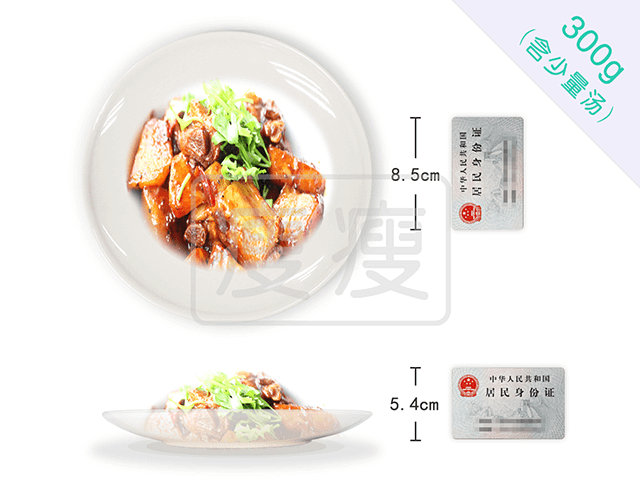 300g
(含少量汤)
8.5cm
中华人民共和国
居民身份证
度瘦
5.4cm
中华人民共和国
居民身份证